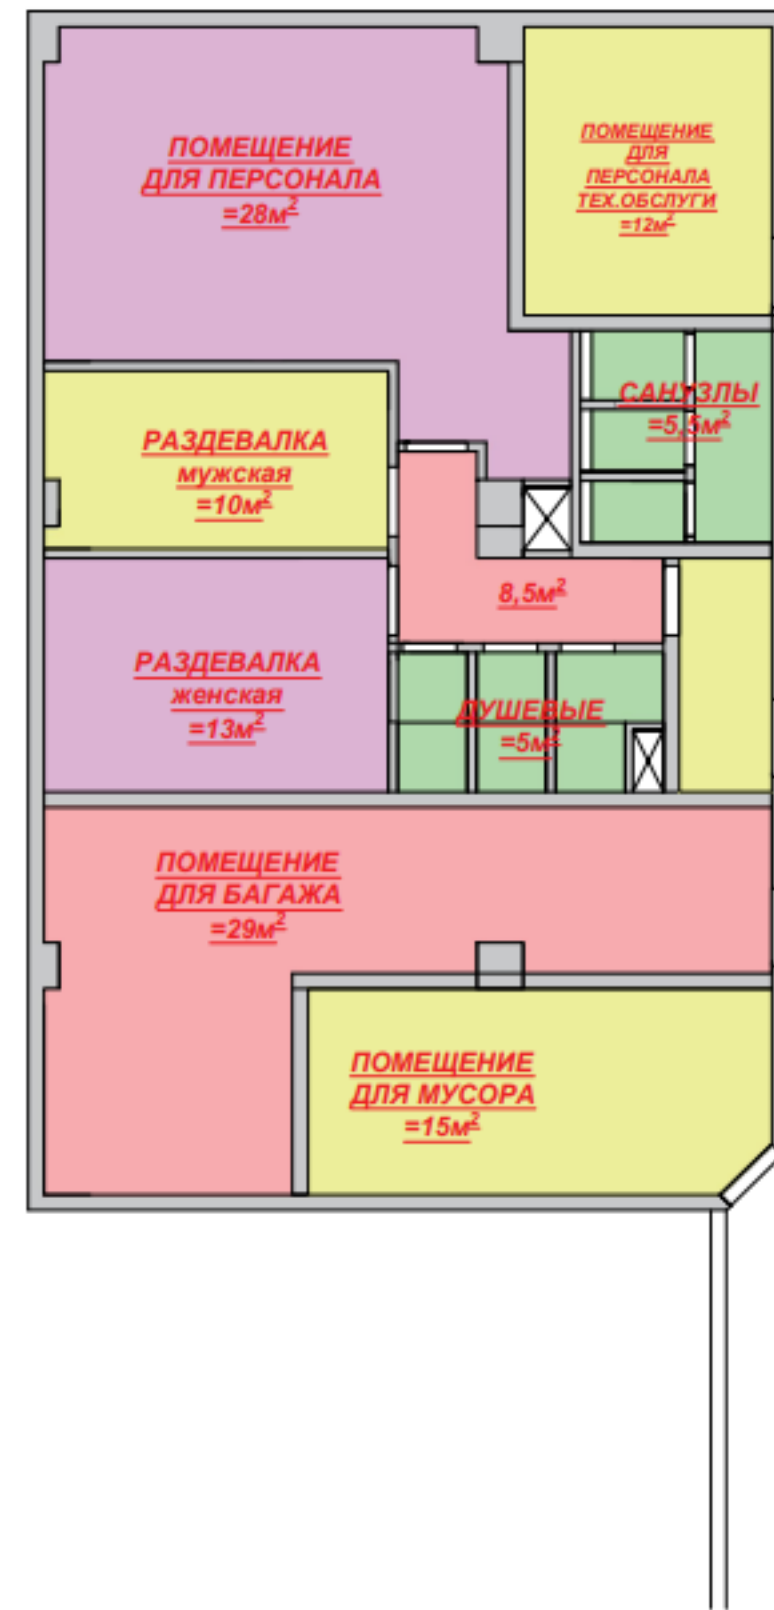 ПОМЕЩЕНИЕ
ДЛЯ ПЕРСОНАЛА
=28м²
ПОМЕЩЕНИЕ
ДЛЯ
ПЕРСОНАЛА
ТЕХ.ОБСЛУГИ
=12м²
САНУЗЛЫ
=5,5м²
РАЗДЕВАЛКА
мужская
=10м²
8,5м²
РАЗДЕВАЛКА
женская
=13м²
ДУШЕВЫЕ
=5м²
ПОМЕЩЕНИЕ
ДЛЯ БАГАЖА
=29м²
ПОМЕЩЕНИЕ
ДЛЯ МУСОРА
=15м²